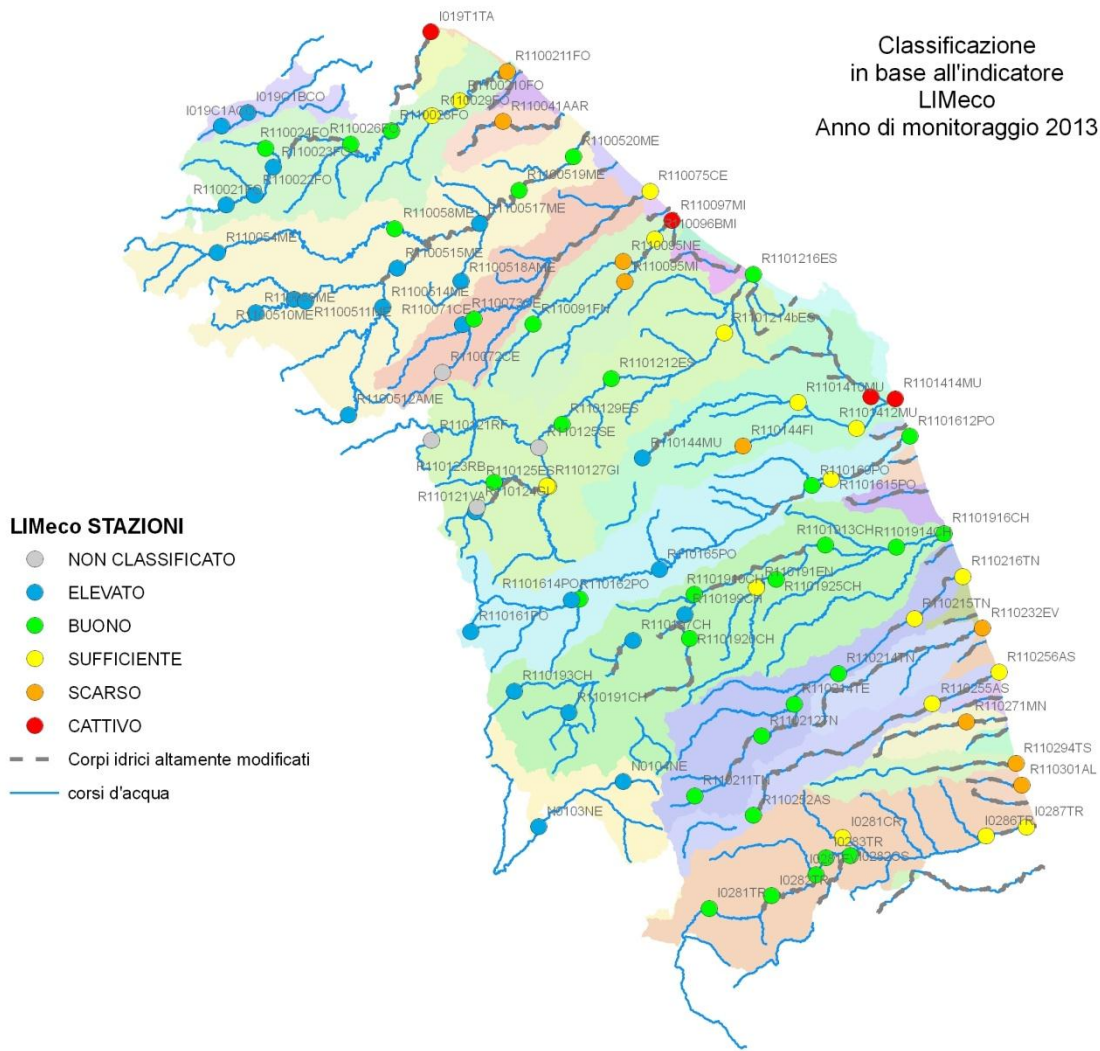 Classificazione
in base all'indicatore
LIMeco
Anno di monitoraggio 2013
I019T1TA
R1100211FO
R1100210FO
R110029FO
R110028FO
R110041AAR
I019C1BCO
R110026FO
R110024FO
R110023FO
R110022FO
R110021FO
R1100520ME
R1100519ME
R110075CE
R1100517ME
R110058ME
R110097MI
R110096BMI
R110054ME
R1100515ME
R110095NE
R110095MI
R1101216ES
R1100518AME
R1100514ME
R1100511ME
R1100510ME
R110071CE
R110091FN
R1101214bES
R110072CE
R1101212ES
R1100512AME
R1101410MU
R1101414MU
R1101412MU
R110129ES
R110121RF
R110125SE
R110144MU
R110144FI
R1101612PO
R110123RB
R110125ES
R110127GI
R110124GI
R110121VA
R110169PO
R1101615PO
R1101916CH
R1101913CH
R1101914CH
R110165PO
R110216TN
R1101614PO
R110162PO
R110191EN
R1101925CH
R110199CH
R110161PO
R110215TN
R110232EV
R1101920CH
R110193CH
R110214TN
R110256AS
R110191CH
R110214TE
R110255AS
R110212TN
R110271MN
N0104NE
R110294TS
R110211TN
R110301AL
R110252AS
N0103NE
I0281CR
I0287TR
I0286TR
I0283TR
I0282TR
I0281TR
LIMeco STAZIONI
NON CLASSIFICATO
ELEVATO
BUONO
SUFFICIENTE
SCARSO
CATTIVO
Corpi idrici altamente modificati
corsi d'acqua